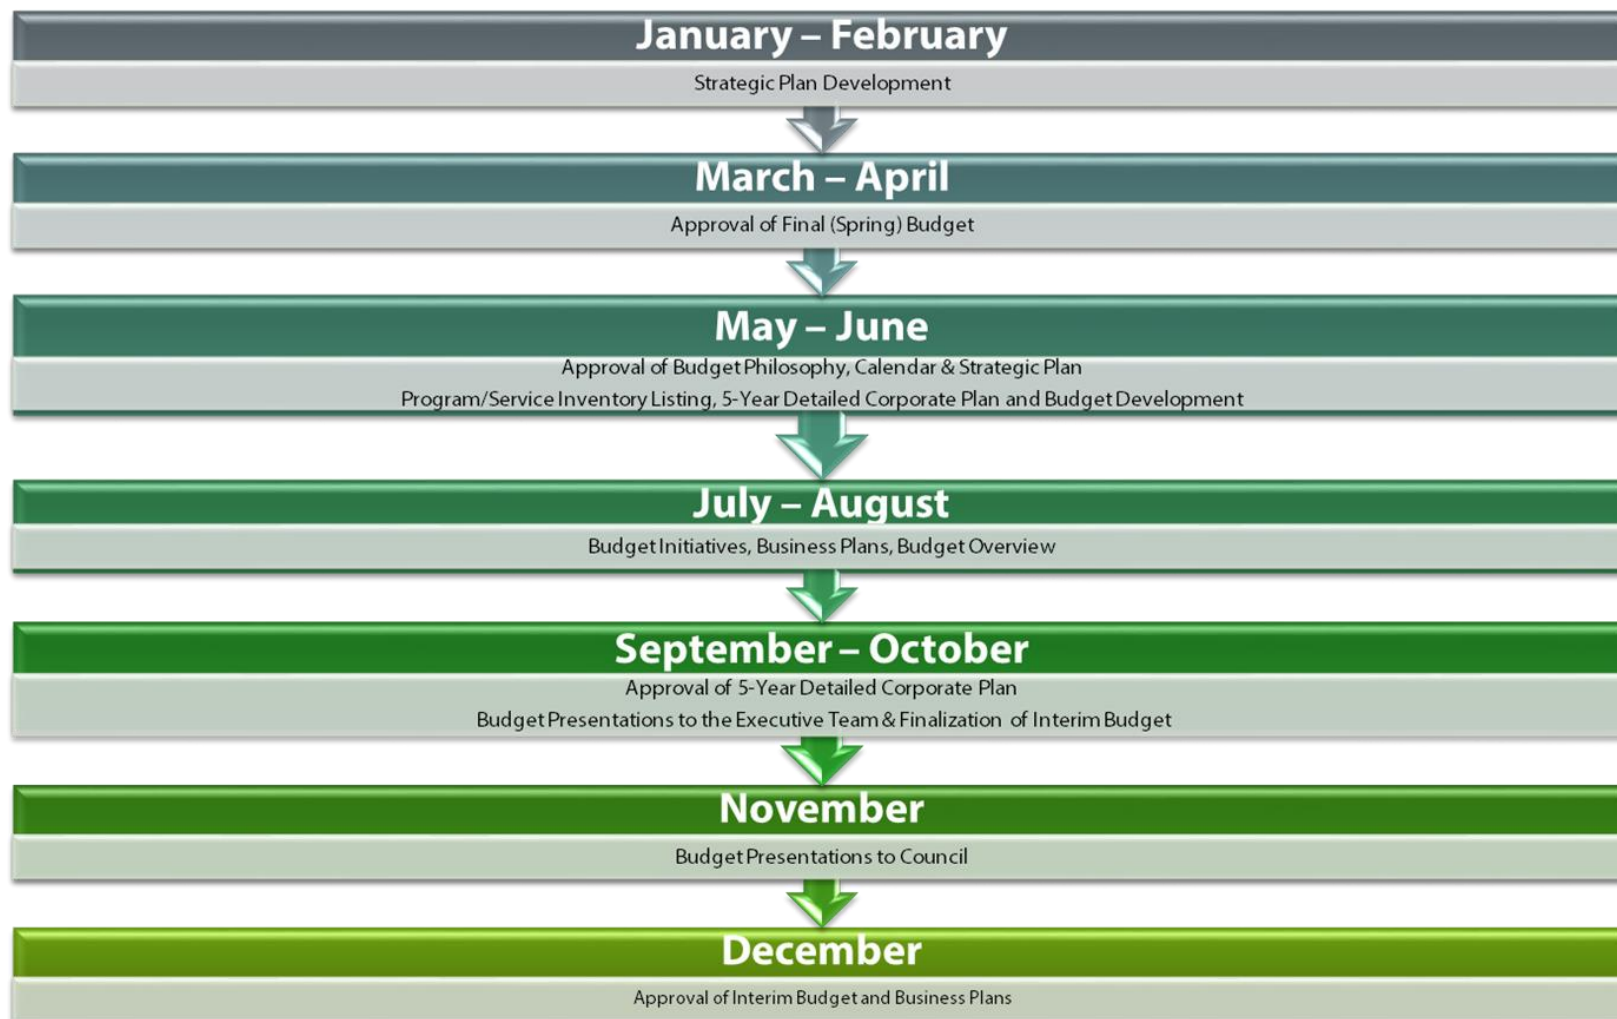 January – February
Strategic Plan Development
March – April
Approval of Final (Spring) Budget
May – June
Approval of Budget Philosophy, Calendar & Strategic Plan
Program/Service Inventory Listing, 5-Year Detailed Corporate Plan and Budget Development
July – August
Budget Initiatives, Business Plans, Budget Overview
September – October
Approval of 5-Year Detailed Corporate Plan
Budget Presentations to the Executive Team & Finalization of Interim Budget
November
Budget Presentations to Council
December
Approval of Interim Budget and Business Plans